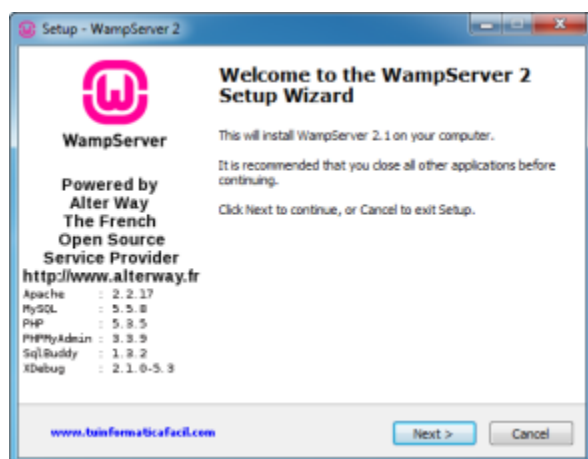 Setup - WampServer 2
WampServer
Powered by
Alter Way
The French
Open Source
Service Provider
http://www.alterway.fr
Apache : 2.2.17
MySQL : 5.5.8
PHP : 5.3.5
PHPMyAdmin : 3.3.9
SqlBuddy : 1.3.2
XDebug : 2.1.0-5.3
Welcome to the WampServer 2
Setup Wizard
This will install WampServer 2.1 on your computer.
It is recommended that you close all other applications before
continuing.
Click Next to continue, or Cancel to exit Setup.
www.tuinformaticafacil.com
Next >
Cancel